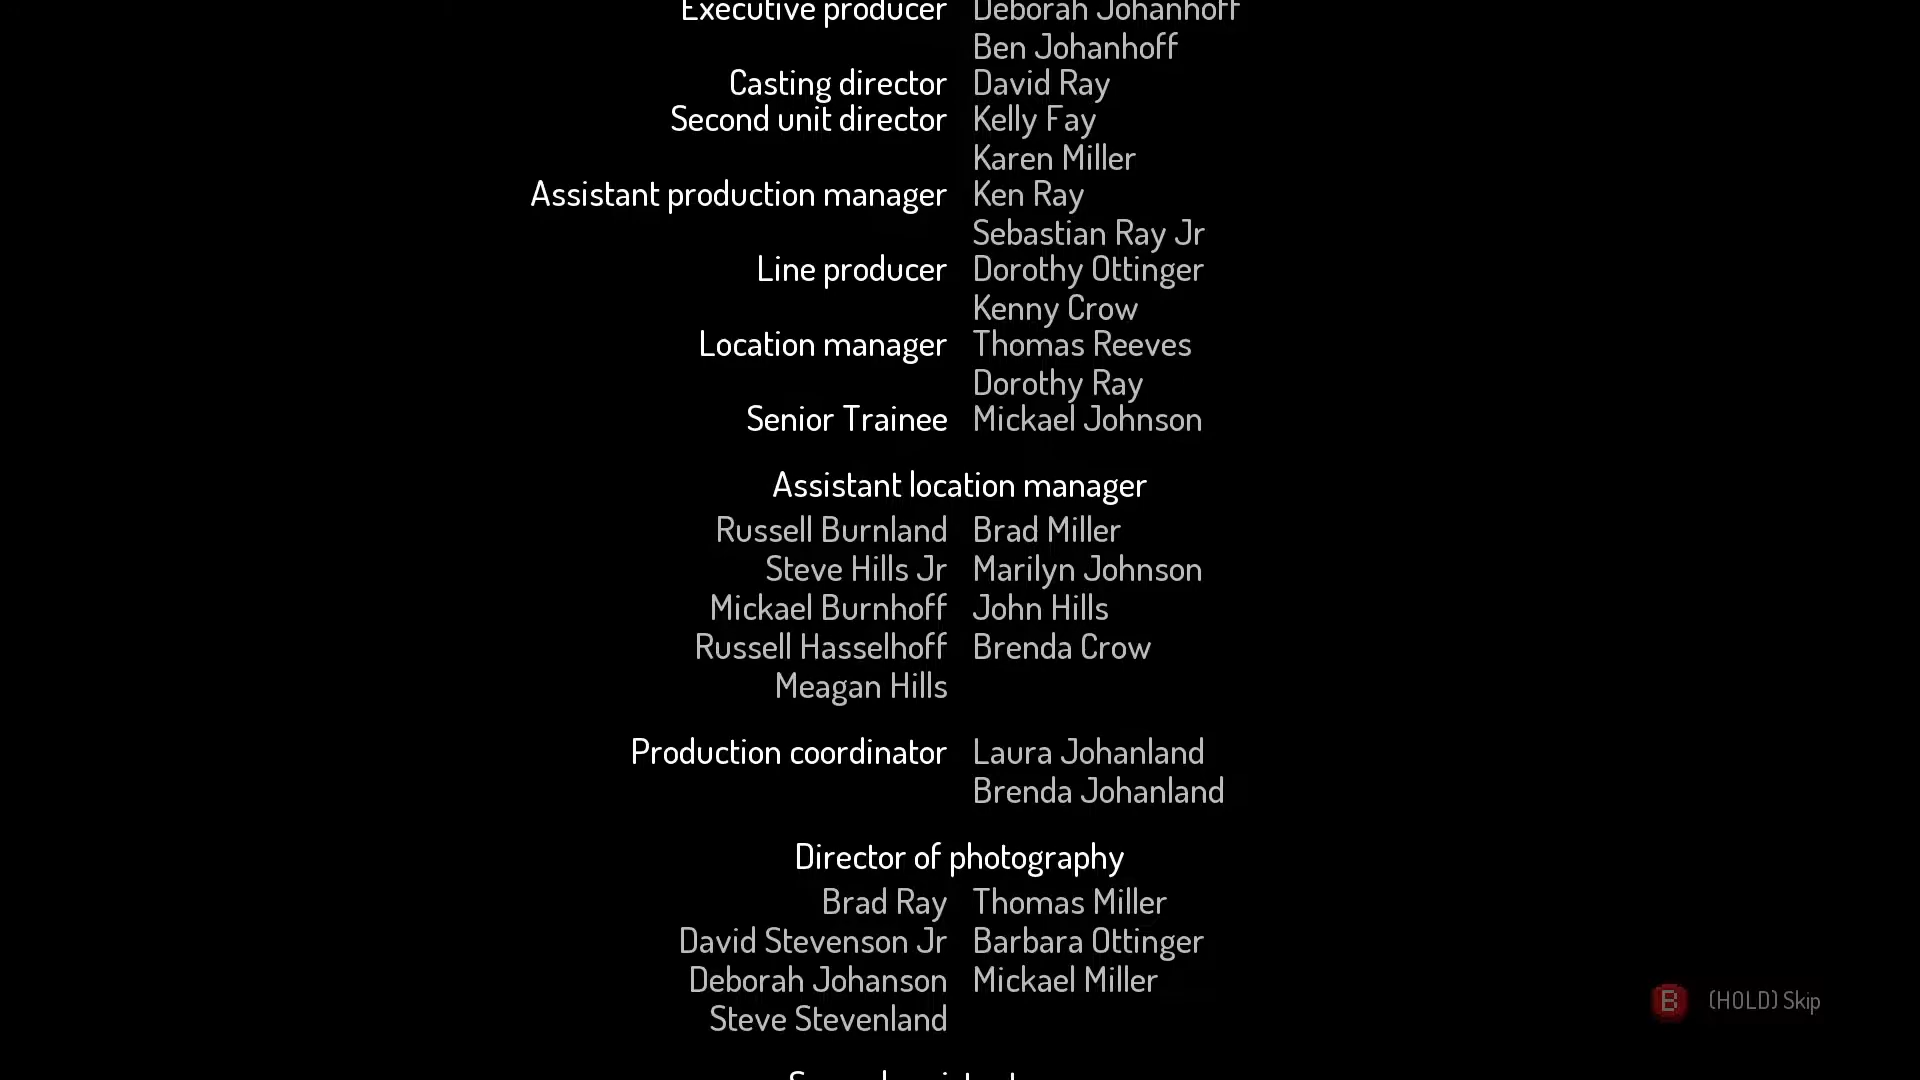 Executive producer Deborah Johanhoff
Ben Johanhoff
Casting director David Ray
Second unit director Kelly Fay
Karen Miller
Assistant production manager Ken Ray
Sebastian Ray Jr
Line producer Dorothy Ottinger
Kenny Crow
Location manager Thomas Reeves
Dorothy Ray
Senior Trainee Mickael Johnson
Assistant location manager
Russell Burnland Brad Miller
Steve Hills Jr Marilyn Johnson
Mickael Burnhoff John Hills
Russell Hasselhoff Brenda Crow
Meagan Hills
Production coordinator Laura Johanland
Brenda Johanland
Director of photography
Brad Ray Thomas Miller
David Stevenson Jr Barbara Ottinger
Deborah Johanson Mickael Miller
Steve Stevenland
B (HOLD) Skip